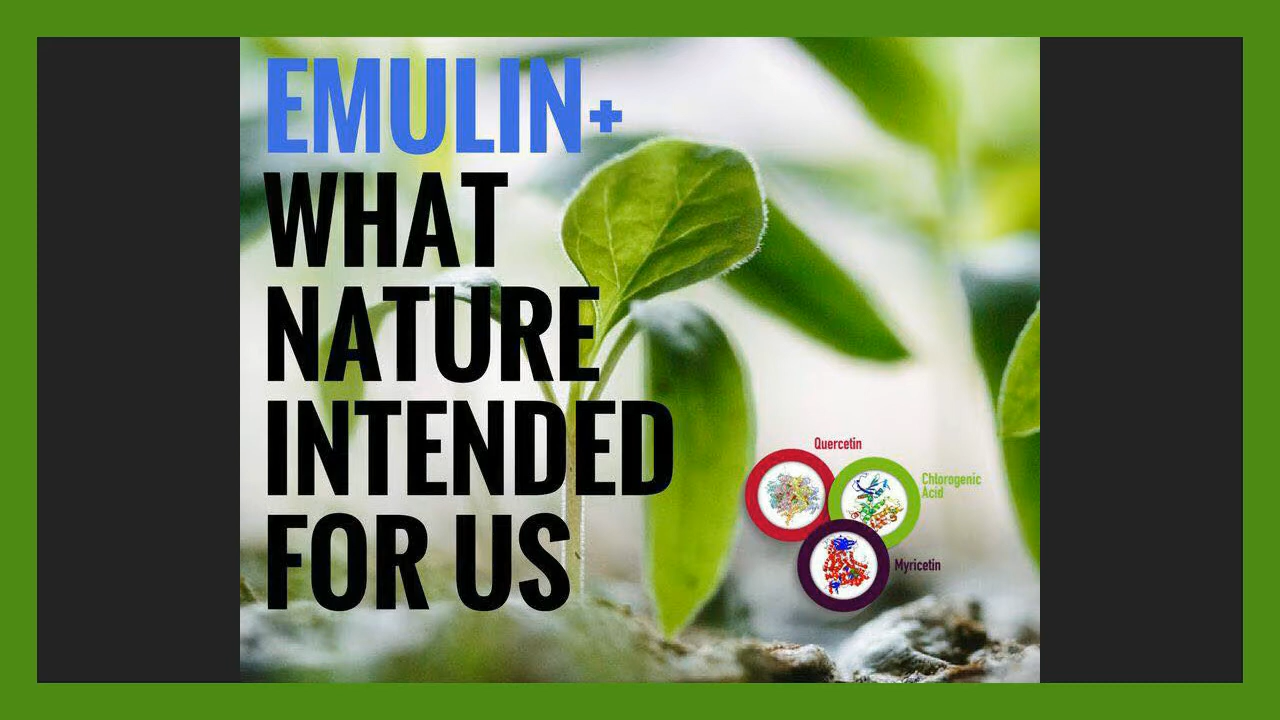 EMULIN+
WHAT
NATURE
INTENDED
FOR US
Quercetin
Chlorogenic
Acid
Myricetin